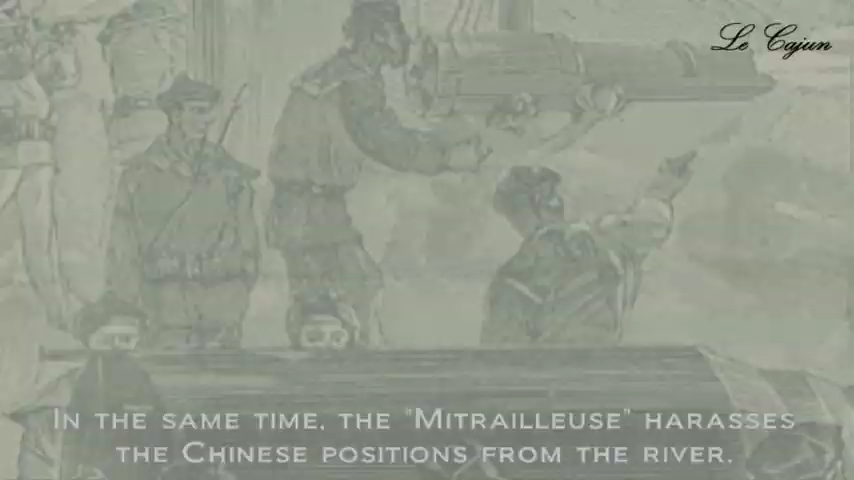 Le Cajun
In the same time, the "Mitrailleuse" harasses
the Chinese positions from the river.